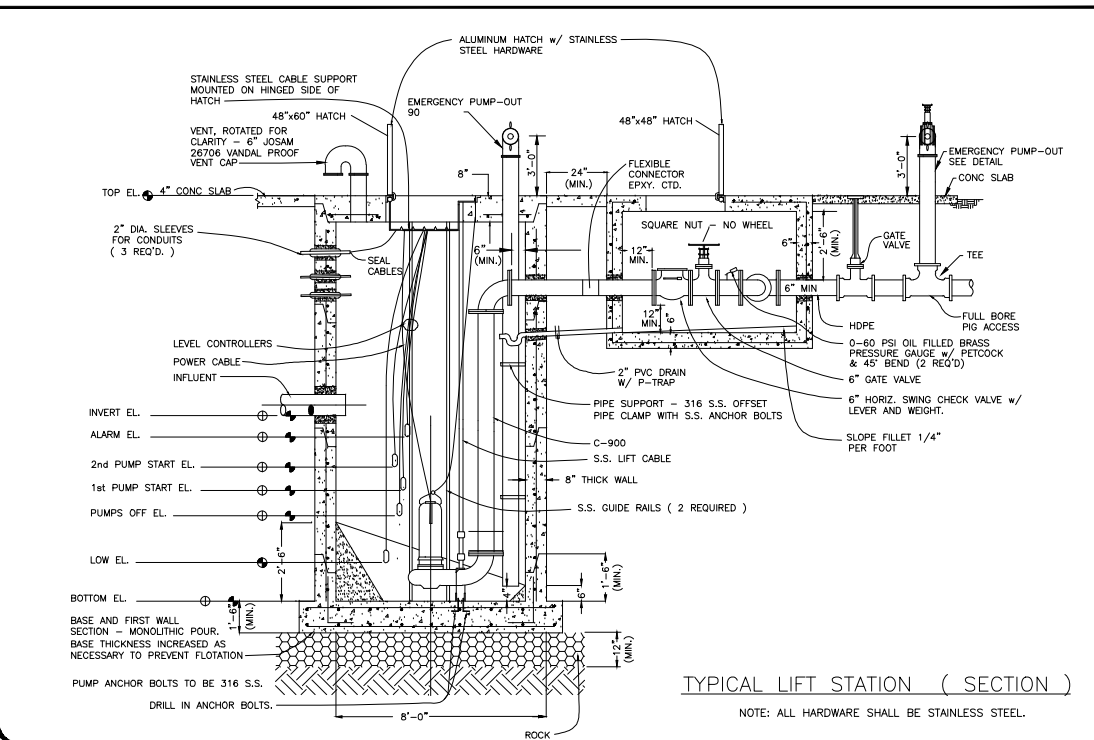 ALUMINUM HATCH w/ STAINLESS
STEEL HARDWARE
STAINLESS STEEL CABLE SUPPORT
MOUNTED ON HINGED SIDE OF
HATCH
48"x60" HATCH
EMERGENCY PUMP-OUT
90
48"x48" HATCH
VENT, ROTATED FOR
CLARITY - 6" JOSAM
26706 VANDAL PROOF
VENT CAP
3'-0"
24"
(MIN.)
FLEXIBLE
CONNECTOR
EPXY. CTD.
3'-0"
EMERGENCY PUMP-OUT
SEE DETAIL
CONC SLAB
TOP EL.
4" CONC SLAB
8"
2" DIA. SLEEVES
FOR CONDUITS
( 3 REQ'D. )
SEAL
CABLES
6"
(MIN.)
SQUARE NUT - NO WHEEL
12"
MIN.
6"
2'-6"
(MIN.)
GATE
VALVE
TEE
6" MIN
12"
MIN.
6"
HDPE
FULL BORE
PIG ACCESS
LEVEL CONTROLLERS
POWER CABLE
INFLUENT
0-60 PSI OIL FILLED BRASS
PRESSURE GAUGE w/ PETCOCK
& 45' BEND (2 REQ'D)
2" PVC DRAIN
W/ P-TRAP
6" GATE VALVE
PIPE SUPPORT - 316 S.S. OFFSET
PIPE CLAMP WITH S.S. ANCHOR BOLTS
6" HORIZ. SWING CHECK VALVE w/
LEVER AND WEIGHT.
INVERT EL.
ALARM EL.
C-900
SLOPE FILLET 1/4"
PER FOOT
S.S. LIFT CABLE
2nd PUMP START EL.
8" THICK WALL
1st PUMP START EL.
S.S. GUIDE RAILS ( 2 REQUIRED )
PUMPS OFF EL.
2'-6"
LOW EL.
1'-6"
(MIN.)
4"
6"
BOTTOM EL.
1'-6"
(MIN.)
BASE AND FIRST WALL
SECTION - MONOLITHIC POUR.
BASE THICKNESS INCREASED AS
NECESSARY TO PREVENT FLOTATION
12"
(MIN.)
PUMP ANCHOR BOLTS TO BE 316 S.S.
DRILL IN ANCHOR BOLTS.
8'-0"
ROCK
TYPICAL LIFT STATION ( SECTION )
NOTE: ALL HARDWARE SHALL BE STAINLESS STEEL.